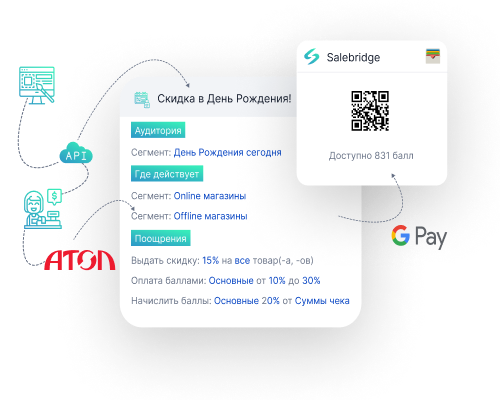 Salebridge
Доступно 831 балл
Скидка в День Рождения!
Аудитория
Сегмент: День Рождения сегодня
Где действует
Сегмент: Online магазины
Сегмент: Offline магазины
Поощрения
Выдать скидку: 15% на все товар(-а, -ов)
Оплата баллами: Основные от 10% до 30%
Начислить баллы: Основные 20% от Суммы чека
API
$
АТОЛ
G Pay